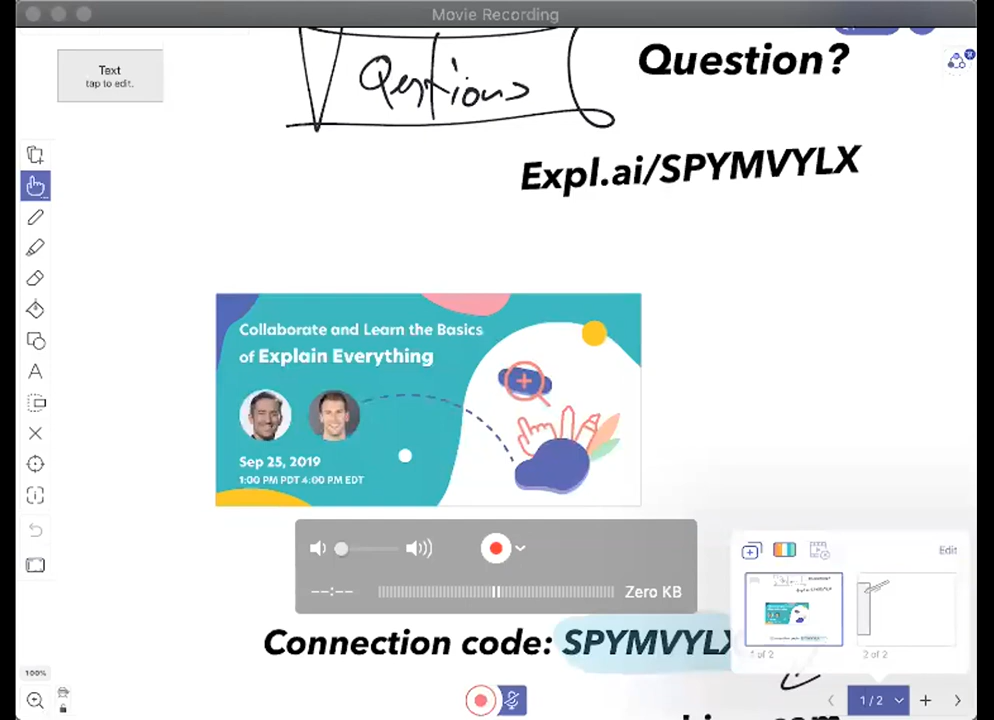 Movie Recording
Text
tap to edit.
Qestions
Question?
Expl.ai/SPYMVYLX
Collaborate and Learn the Basics
of Explain Everything
Sep 25, 2019
1:00 PM PDT 4:00 PM EDT
--:--
Zero KB
Edit
1 of 2
2 of 2
Connection code: SPYMVYLX
100%
1 / 2